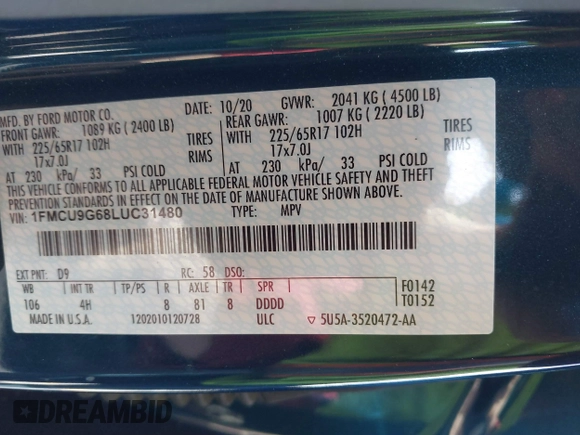 MFD. BY FORD MOTOR CO.
DATE: 10/20 GVWR: 2041 KG (4500 LB)
FRONT GAWR: 1089 KG (2400 LB)
REAR GAWR: 1007 KG (2220 LB)
WITH 225/65R17 102H TIRES
WITH 225/65R17 102H TIRES
17x7.0J RIMS
17x7.0J RIMS
AT 230 kPa/ 33 PSI COLD
AT 230 kPa/ 33 PSI COLD
THIS VEHICLE CONFORMS TO ALL APPLICABLE FEDERAL MOTOR VEHICLE SAFETY AND THEFT
PREVENTION STANDARDS IN EFFECT ON THE DATE OF MANUFACTURE SHOWN ABOVE.
VIN: 1FMCU9G68LUC31480 TYPE: MPV
EXT PNT: D9 RC: 58 DSO:
WB INT TR TP/PS R AXLE TR SPR
106 4H 8 81 8 DDDD
F0142
T0152
MADE IN U.S.A. 1202010120728 ULC ▽ 5U5A-3520472-AA
DREAMBID